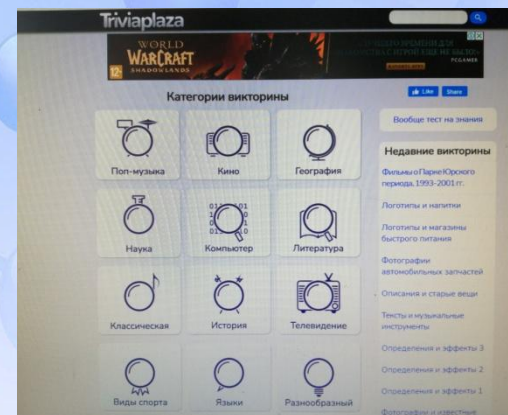 Triviaplaza
WORLD
WARCRAFT
SHADOWLANDS
12+
PCGAMER
Like
Share
Категории викторины
Вообще тест на знания
Поп-музыка
Кино
География
Наука
Компьютер
Литература
Классическая
История
Телевидение
Виды спорта
Языки
Разнообразный
Недавние викторины
Фильмы о Парке Юрского
периода, 1993-2001 гг.
Логотипы и напитки
Логотипы и магазины
быстрого питания
Фотографии
автомобильных запчастей
Описания и старые вещи
Тексты и музыкальные
инструменты
Определения и эффекты 3
Определения и эффекты 2
Определения и эффекты 1
Фотографии и известные